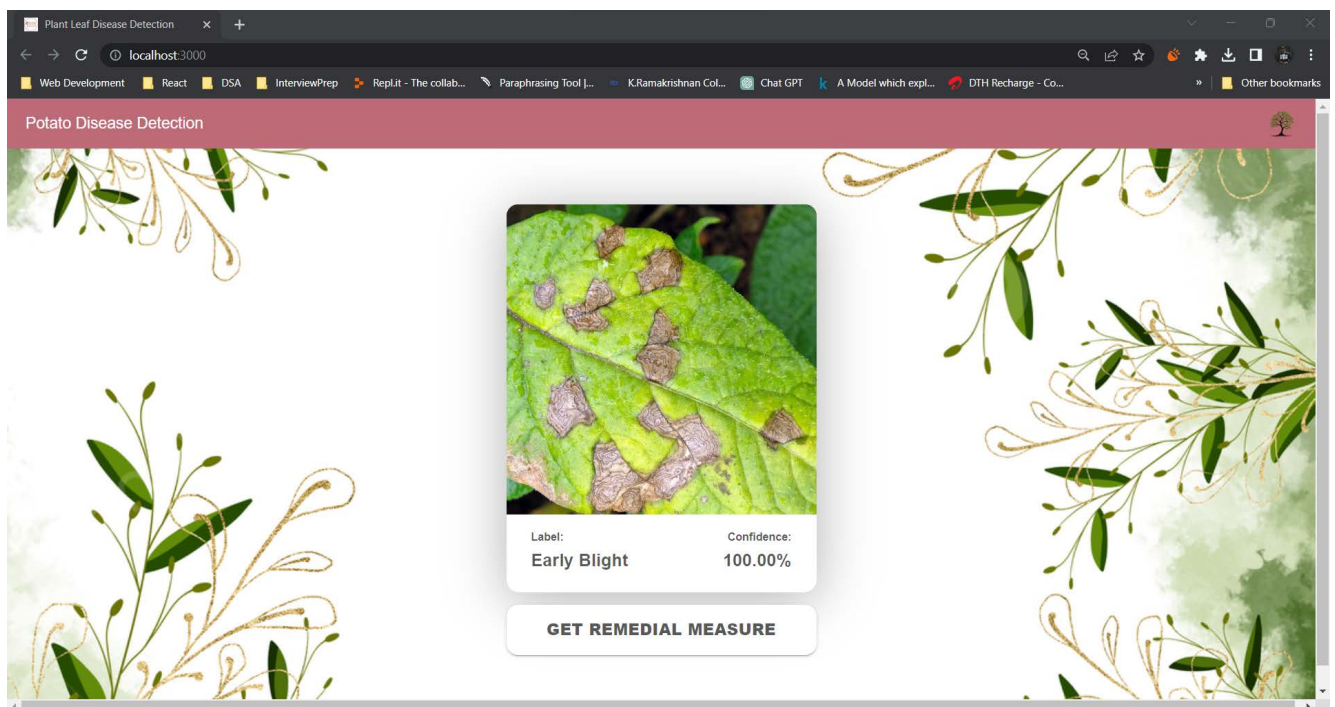 Plant Leaf Disease Detection
localhost:3000
Web Development React DSA InterviewPrep Repl.it - The collab... Paraphrasing Tool |... K.Ramakrishnan Col... Chat GPT A Model which expl... DTH Recharge - Co... » Other bookmarks
Potato Disease Detection
Label: Confidence:
Early Blight 100.00%
GET REMEDIAL MEASURE